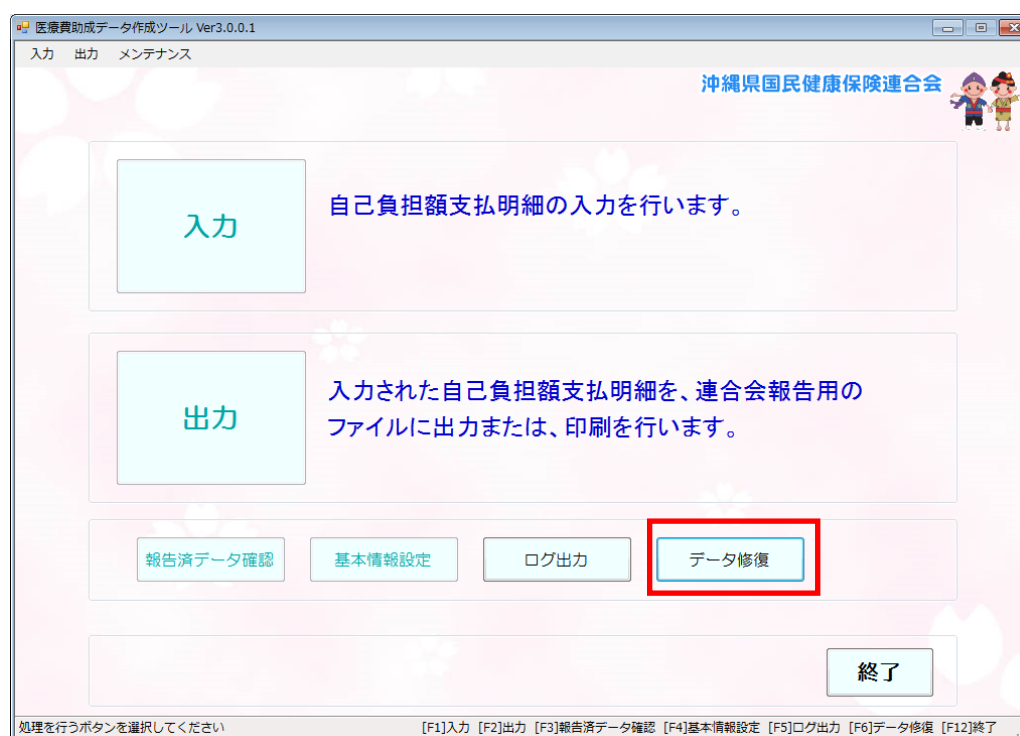 医療費助成データ作成ツール Ver3.0.0.1
入力 出力 メンテナンス
沖縄県国民健康保険連合会
入力
自己負担額支払明細の入力を行います。
出力
入力された自己負担額支払明細を、連合会報告用の
ファイルに出力または、印刷を行います。
報告済データ確認 基本情報設定 ログ出力 データ修復
終了
処理を行うボタンを選択してください [F1]入力 [F2]出力 [F3]報告済データ確認 [F4]基本情報設定 [F5]ログ出力 [F6]データ修復 [F12]終了